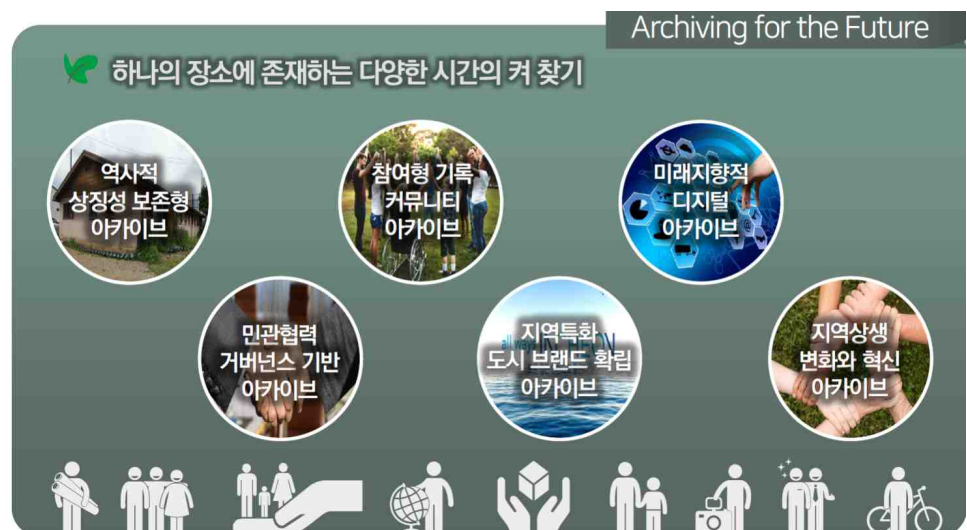 Archiving for the Future
하나의 장소에 존재하는 다양한 시간의 켜 찾기
역사적
상징성 보존형
아카이브
참여형 기록
커뮤니티
아카이브
미래지향적
디지털
아카이브
민관협력
거버넌스 기반
아카이브
지역특화
도시 브랜드 확립
아카이브
지역상생
변화와 혁신
아카이브